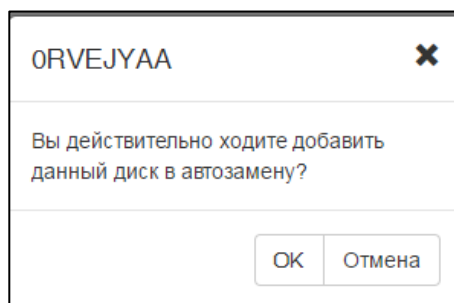 0RVEJYAA
Вы действительно ходите добавить
данный диск в автозамену?
OK
Отмена